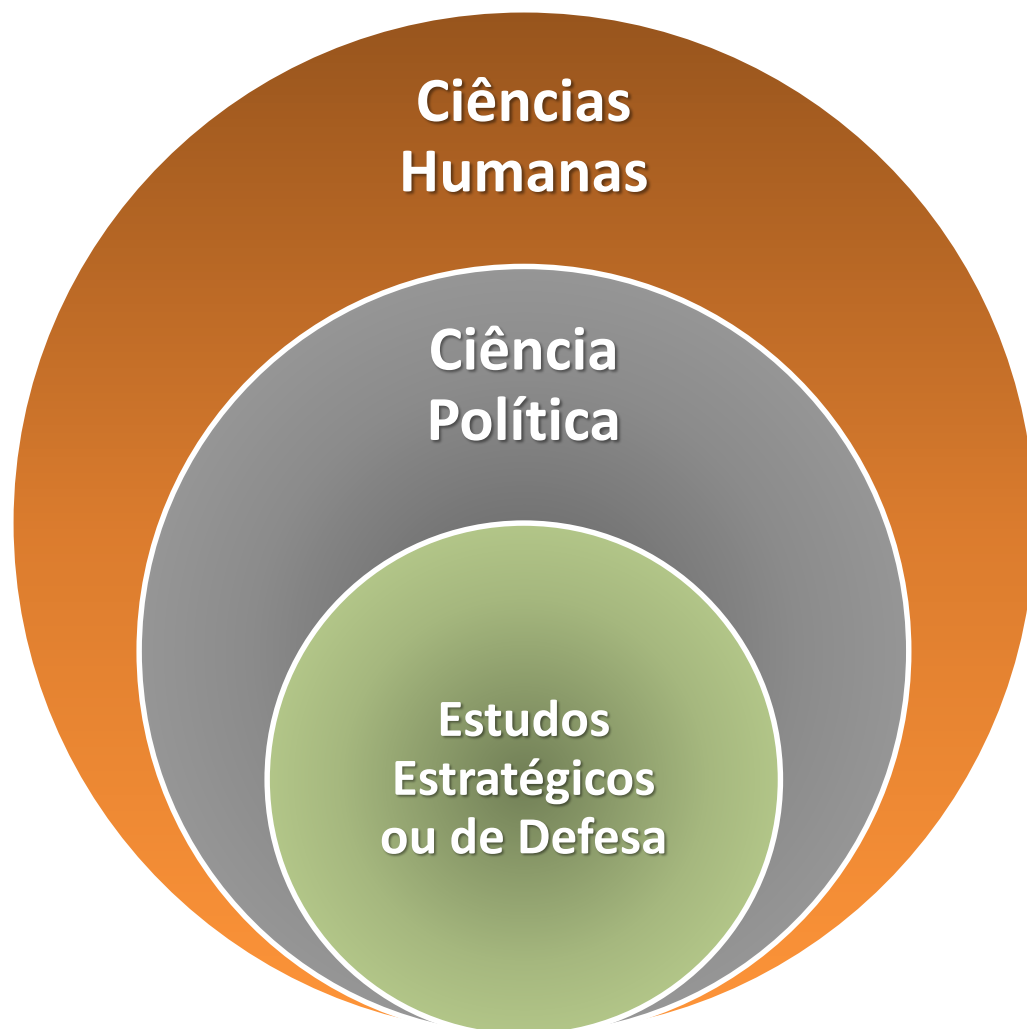 Ciências
Humanas
Ciência
Política
Estudos
Estratégicos
ou de Defesa